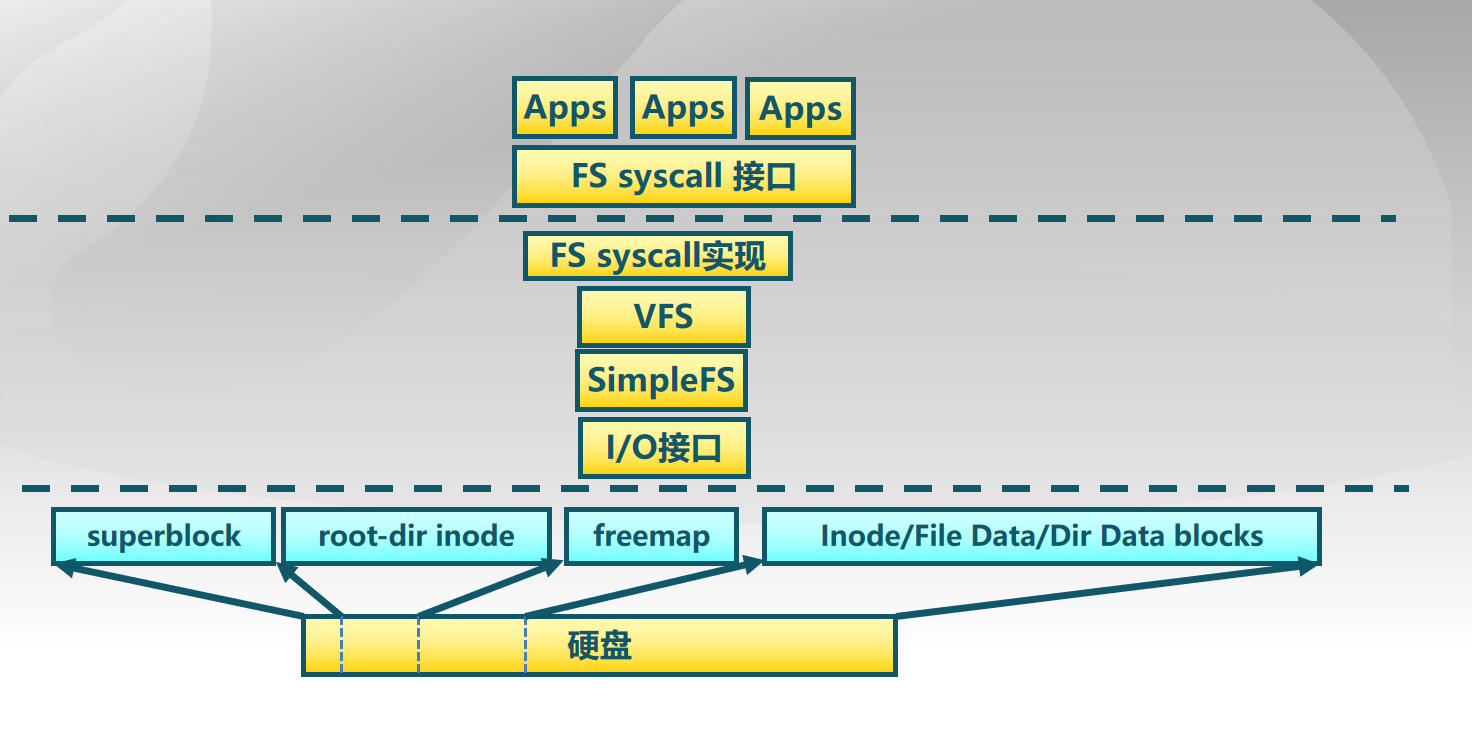 Apps Apps Apps
FS syscall 接口
FS syscall实现
VFS
SimpleFS
I/O接口
superblock root-dir inode freemap Inode/File Data/Dir Data blocks
硬盘